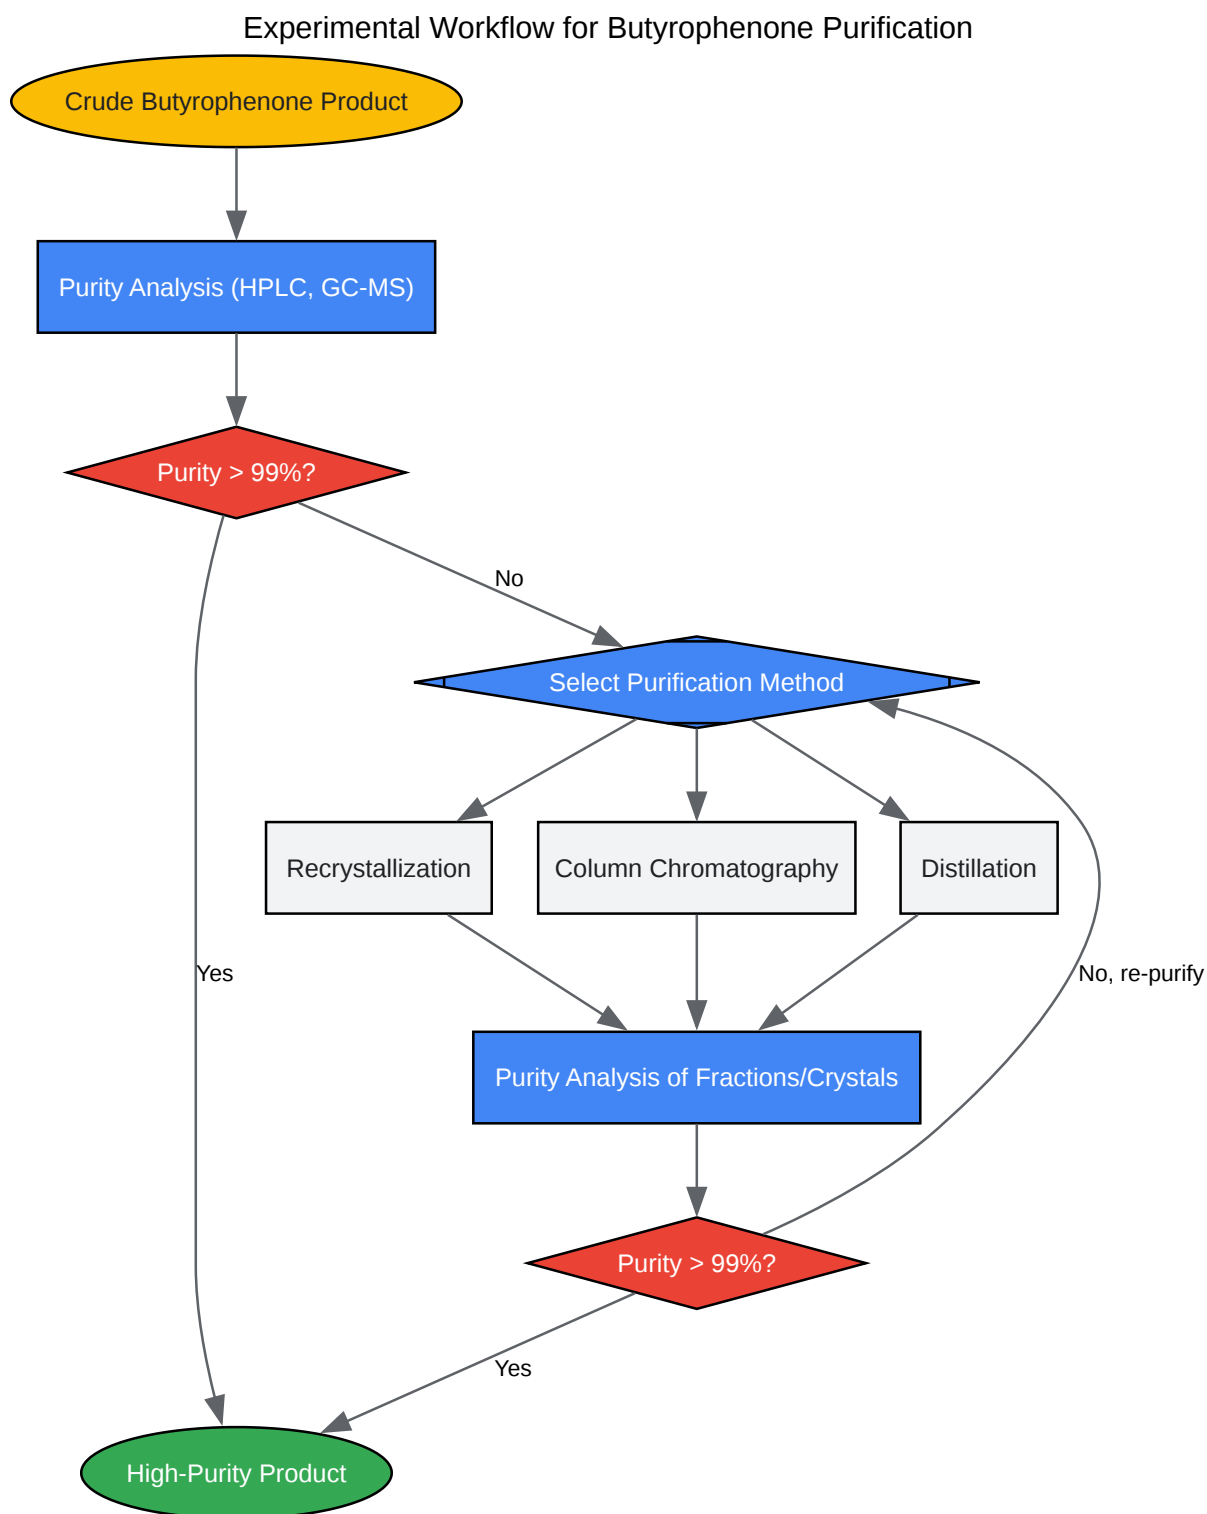 Experimental Workflow for Butyrophenone Purification
Crude Butyrophenone Product
Purity Analysis (HPLC, GC-MS)
Purity > 99%?
No
Select Purification Method
Recrystallization
Column Chromatography
Distillation
Yes
No, re-purify
Purity Analysis of Fractions/Crystals
Purity > 99%?
Yes
High-Purity Product